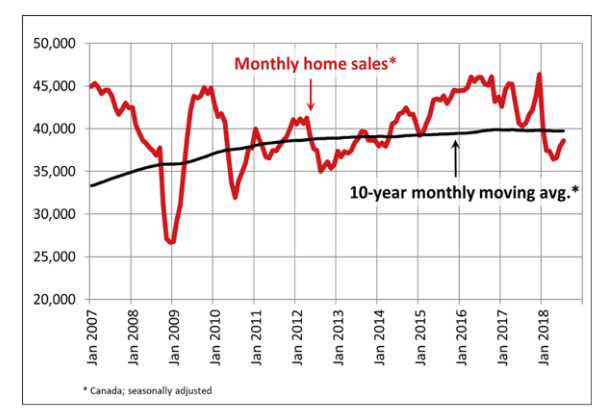 50,000
45,000
40,000
35,000
30,000
25,000
20,000
Monthly home sales*
10-year monthly moving avg.*
Jan 2007
Jan 2008
Jan 2009
Jan 2010
Jan 2011
Jan 2012
Jan 2013
Jan 2014
Jan 2015
Jan 2016
Jan 2017
Jan 2018
* Canada; seasonally adjusted